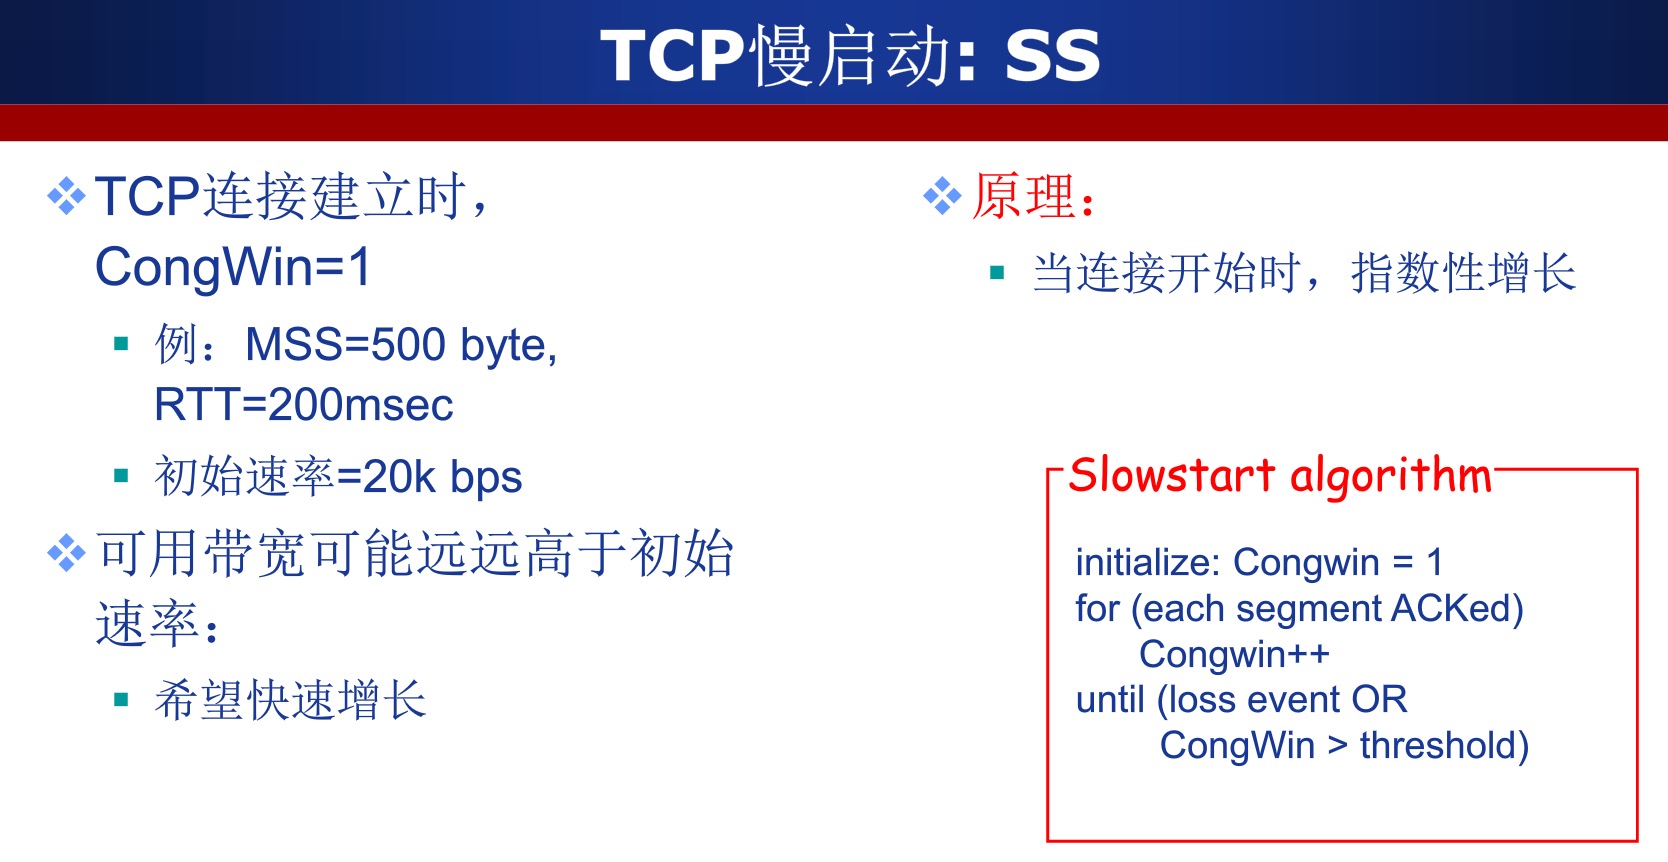 TCP慢启动: SS
TCP连接建立时，
CongWin=1
例：MSS=500 byte,
RTT=200msec
初始速率=20k bps
可用带宽可能远远高于初始
速率：
希望快速增长
原理：
当连接开始时，指数性增长
Slowstart algorithm
initialize: Congwin = 1
for (each segment ACKed)
Congwin++
until (loss event OR
CongWin > threshold)